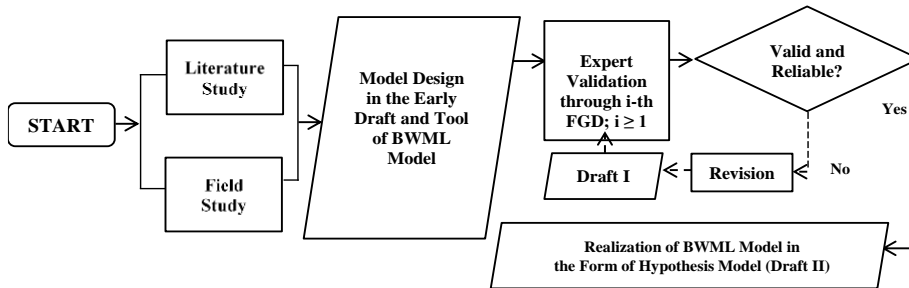 START
Literature
Study
Field
Study
Model Design
in the Early
Draft and Tool
of BWML
Model
Expert
Validation
through i-th
FGD; i ≥ 1
Valid and
Reliable?
Yes
No
Revision
Draft I
Realization of BWML Model in
the Form of Hypothesis Model (Draft II)